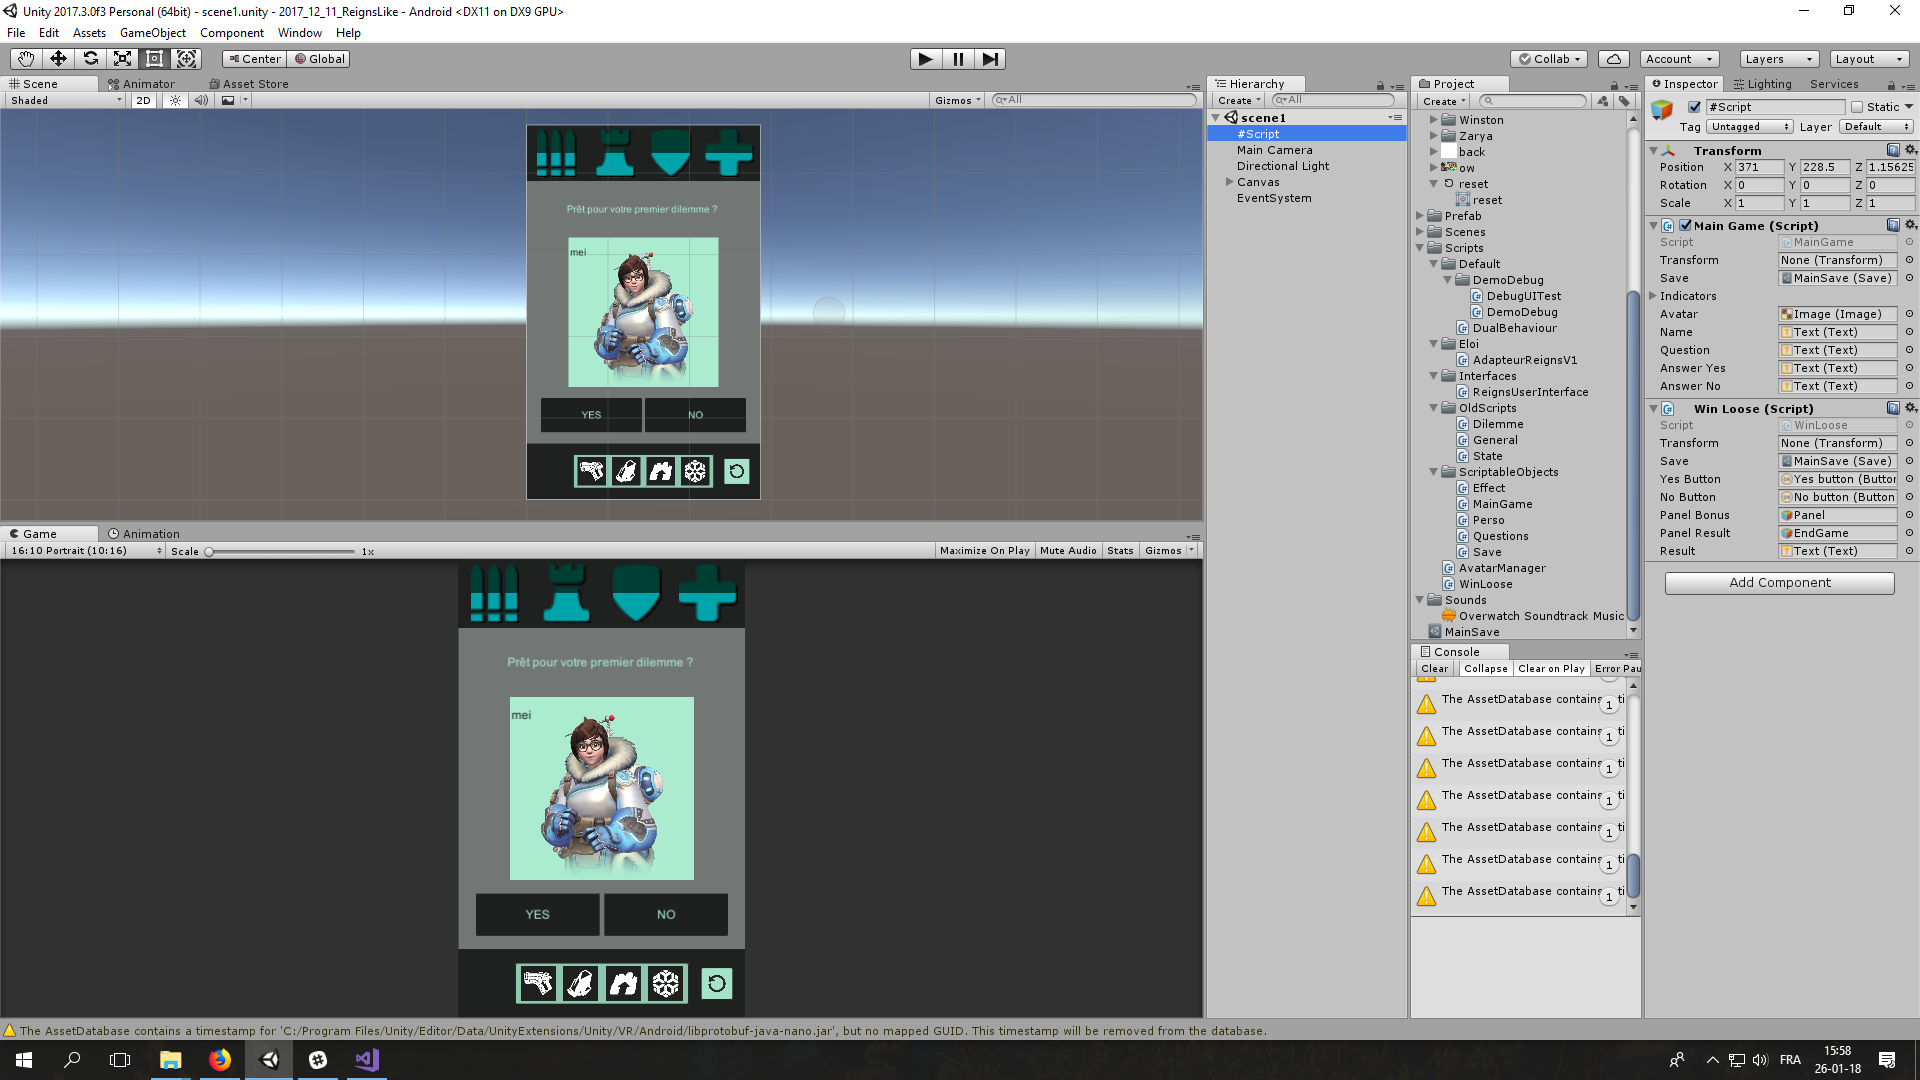 Unity 2017.3.0f3 Personal (64bit) - scene1.unity - 2017_12_11_ReignsLike - Android <DX11 on DX9 GPU>
File Edit Assets GameObject Component Window Help
Center Global
Collab Account Layers Layout
Scene Animator Asset Store
Shaded 2D Gizmos All
Prêt pour votre premier dilemme ?
mei
YES NO
Game Animation
16:10 Portrait (10:16) Scale 1x Maximize On Play Mute Audio Stats Gizmos
Prêt pour votre premier dilemme ?
mei
YES NO
Hierarchy
Create All
scene1
#Script
Main Camera
Directional Light
Canvas
EventSystem
Project
Create
Winston
Zarya
back
ow
reset
reset
Prefab
Scenes
Scripts
Default
DemoDebug
DebugUITest
DemoDebug
DualBehaviour
Eloi
AdapteurReignsV1
Interfaces
ReignsUserInterface
OldScripts
Dilemme
General
State
ScriptableObjects
Effect
MainGame
Perso
Questions
Save
AvatarManager
WinLoose
Sounds
Overwatch Soundtrack Music
MainSave
Console
Clear Collapse Clear on Play Error Pau
The AssetDatabase contains 1
The AssetDatabase contains 1
The AssetDatabase contains 1
The AssetDatabase contains 1
The AssetDatabase contains 1
The AssetDatabase contains 1
The AssetDatabase contains 1
Inspector Lighting Services
#Script Static
Tag Untagged Layer Default
Transform
Position X 371 Y 228.5 Z 1.15625
Rotation X 0 Y 0 Z 0
Scale X 1 Y 1 Z 1
Main Game (Script)
Script MainGame
Transform None (Transform)
Save MainSave (Save)
Indicators
Avatar Image (Image)
Name Text (Text)
Question Text (Text)
Answer Yes Text (Text)
Answer No Text (Text)
Win Loose (Script)
Script WinLoose
Transform None (Transform)
Save MainSave (Save)
Yes Button Yes button (Button
No Button No button (Button
Panel Bonus Panel
Panel Result EndGame
Result Text (Text)
Add Component
The AssetDatabase contains a timestamp for 'C:/Program Files/Unity/Editor/Data/UnityExtensions/Unity/VR/Android/libprotobuf-java-nano.jar', but no mapped GUID. This timestamp will be removed from the database.
FRA 15:58
26-01-18